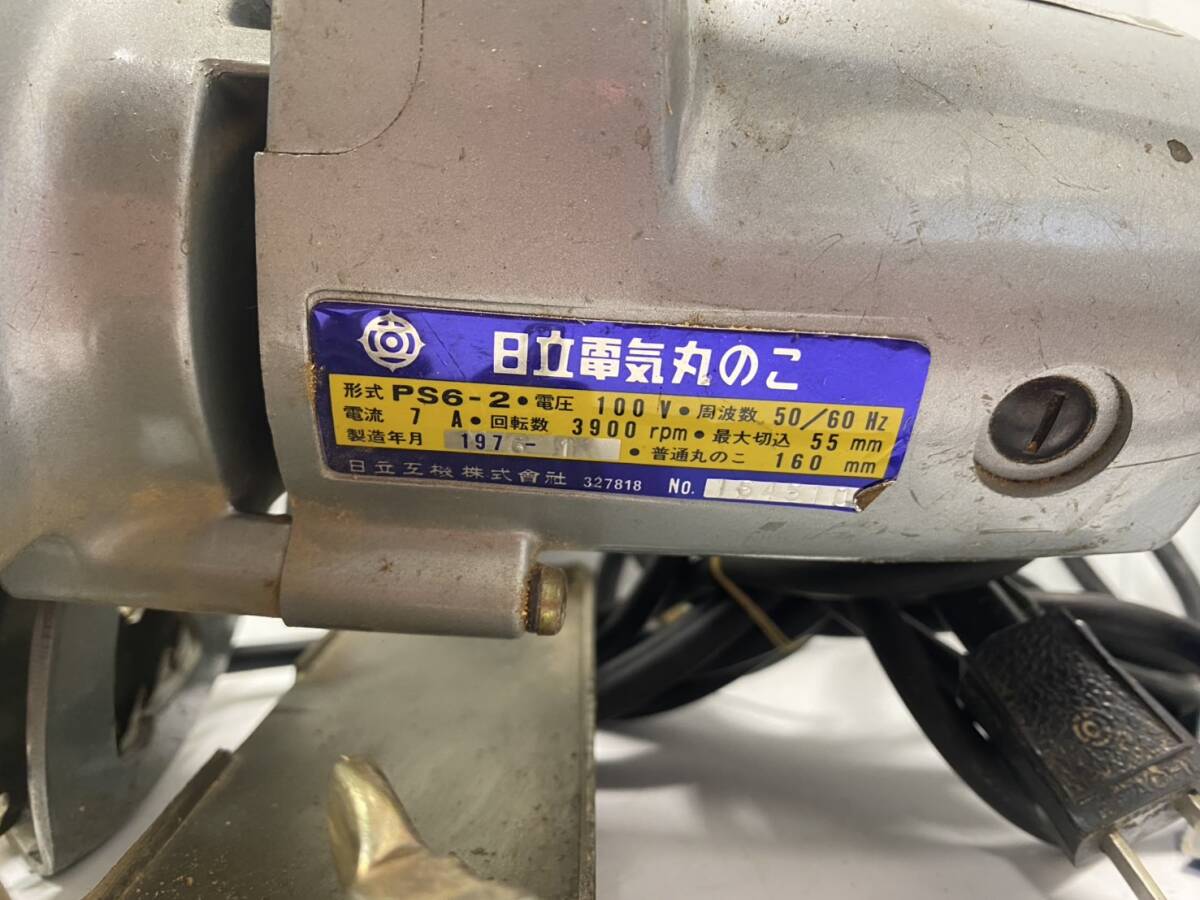 日立電気丸のこ
形式 PS6-2・電圧 100 V・周波数 50/60 Hz
電流 7 A・回転数 3900 rpm・最大切込 55 mm
製造年月 197 ・普通丸のこ 160 mm
日立工機株式會社 327818 No.